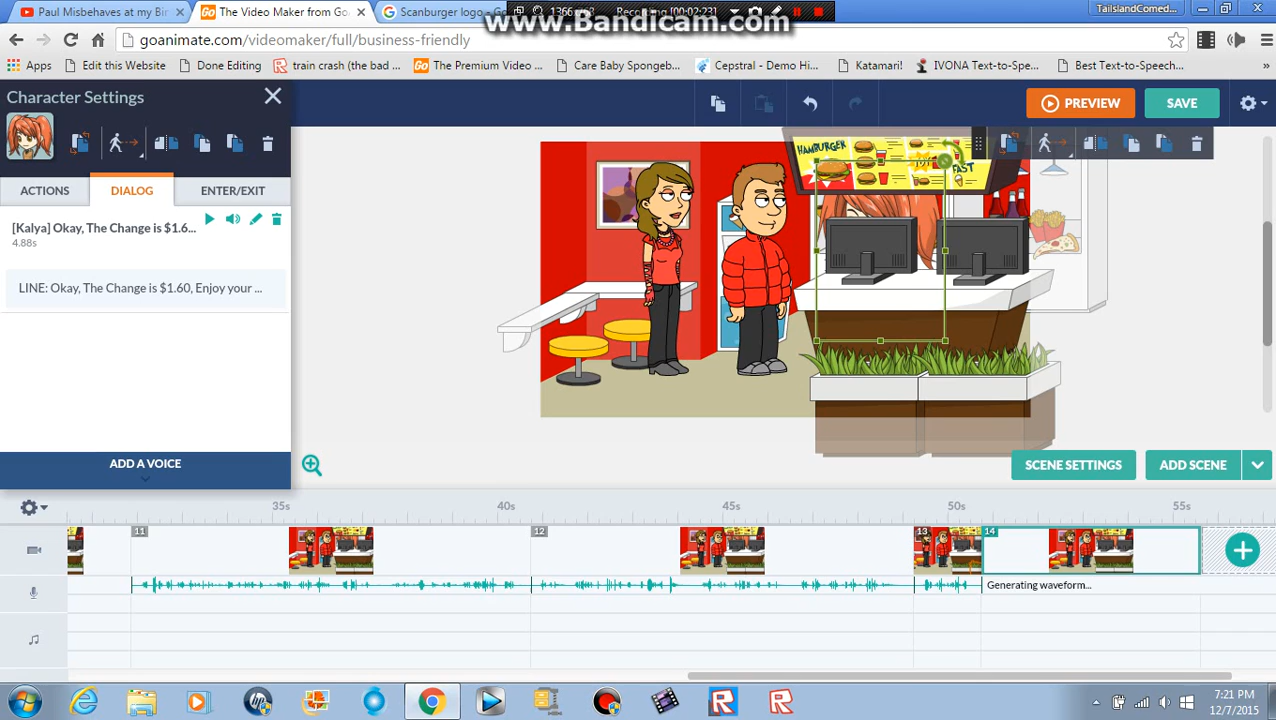 Paul Misbehaves at my Bir
The Video Maker from Go
Scanburger logo - Go
Recording [00:02:23]
TailslandComed...
www.Bandicam.com
goanimate.com/videomaker/full/business-friendly
Apps
Edit this Website
Done Editing
train crash (the bad ...
The Premium Video ...
Care Baby Spongeb...
Cepstral - Demo Hi...
Katamari!
IVONA Text-to-Spe...
Best Text-to-Speech...
Character Settings
PREVIEW
SAVE
ACTIONS
DIALOG
ENTER/EXIT
HAMBURGER
FAST
[Kalya] Okay, The Change is $1.6...
4.88s
LINE: Okay, The Change is $1.60, Enjoy your ...
ADD A VOICE
SCENE SETTINGS
ADD SCENE
35s
40s
45s
50s
55s
11
12
13
14
Generating waveform...
7:21 PM
12/7/2015